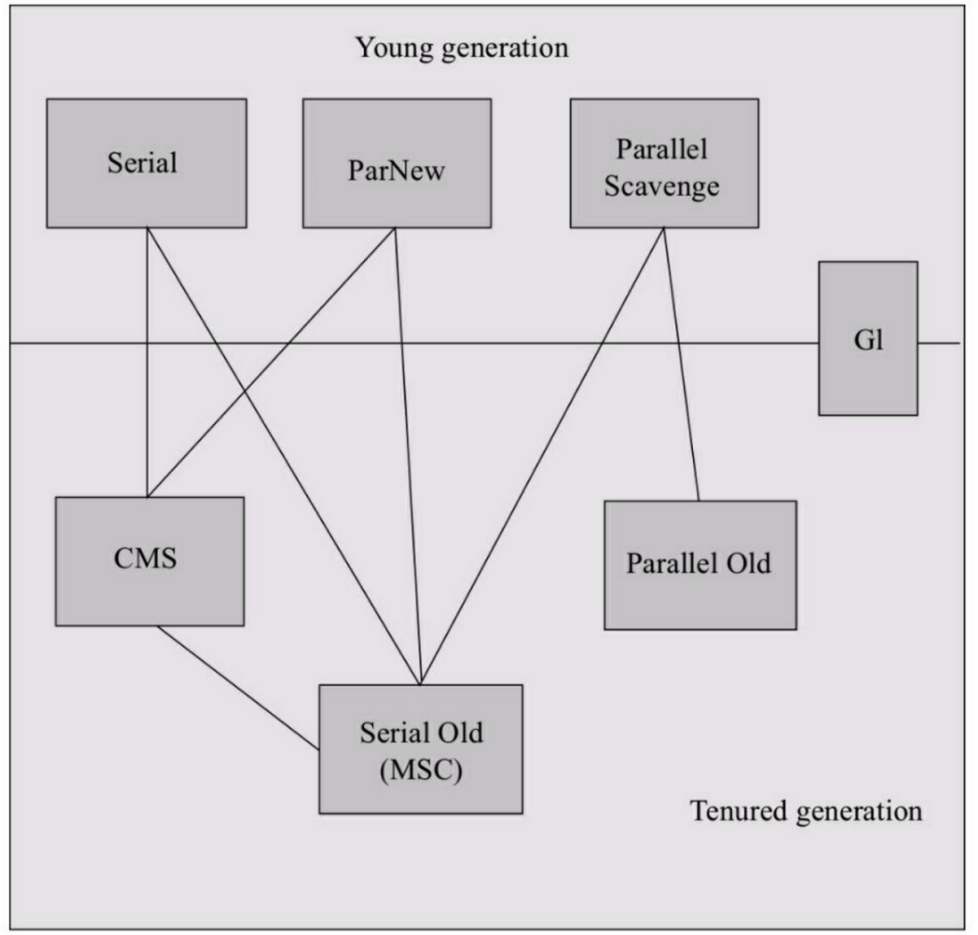 Young generation
Serial
ParNew
Parallel
Scavenge
Gl
CMS
Parallel Old
Serial Old
(MSC)
Tenured generation